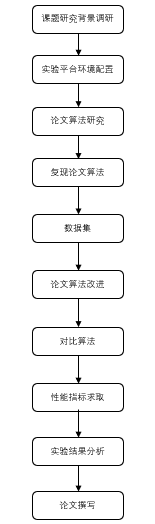 课题研究背景调研
实验平台环境配置
论文算法研究
复现论文算法
数据集
论文算法改进
对比算法
性能指标求取
实验结果分析
论文撰写